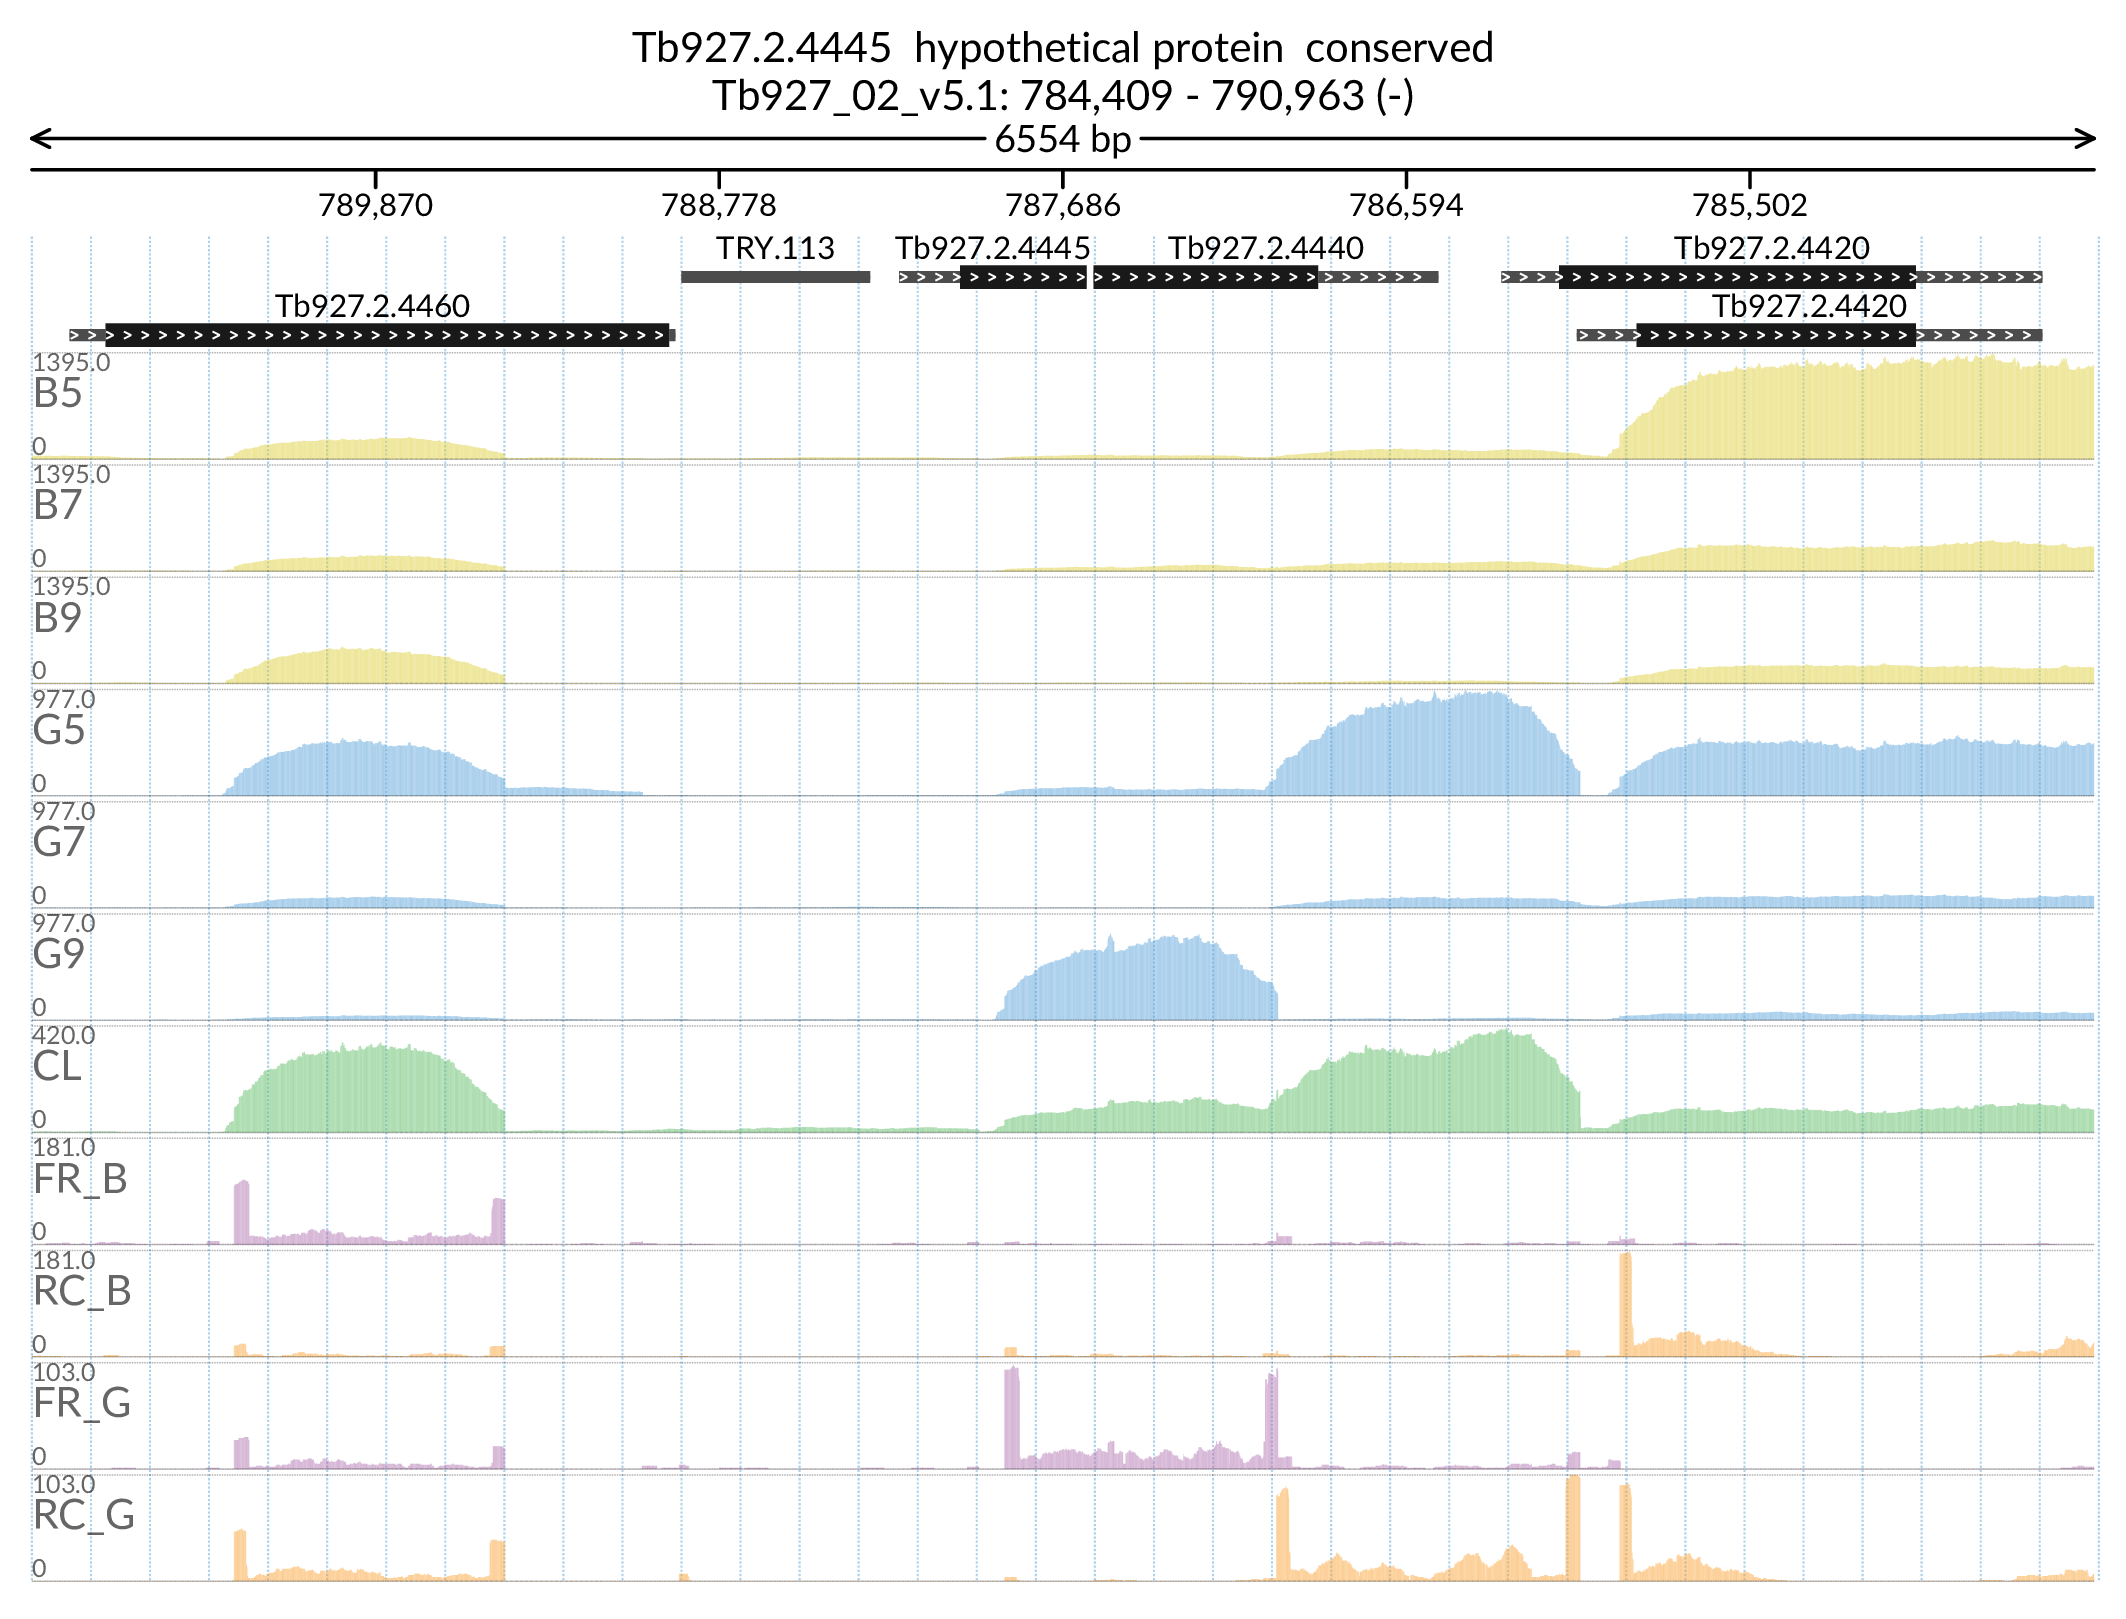 Tb927.2.4445  hypothetical protein  conserved
Tb927_02_v5.1: 784,409 - 790,963 (-)
6554 bp
789,870 788,778 787,686 786,594 785,502
TRY.113 Tb927.2.4445 Tb927.2.4440 Tb927.2.4420
Tb927.2.4460 Tb927.2.4420
1395.0
B5
0
1395.0
B7
0
1395.0
B9
0
977.0
G5
0
977.0
G7
0
977.0
G9
0
420.0
CL
0
181.0
FR_B
0
181.0
RC_B
0
103.0
FR_G
0
103.0
RC_G
0